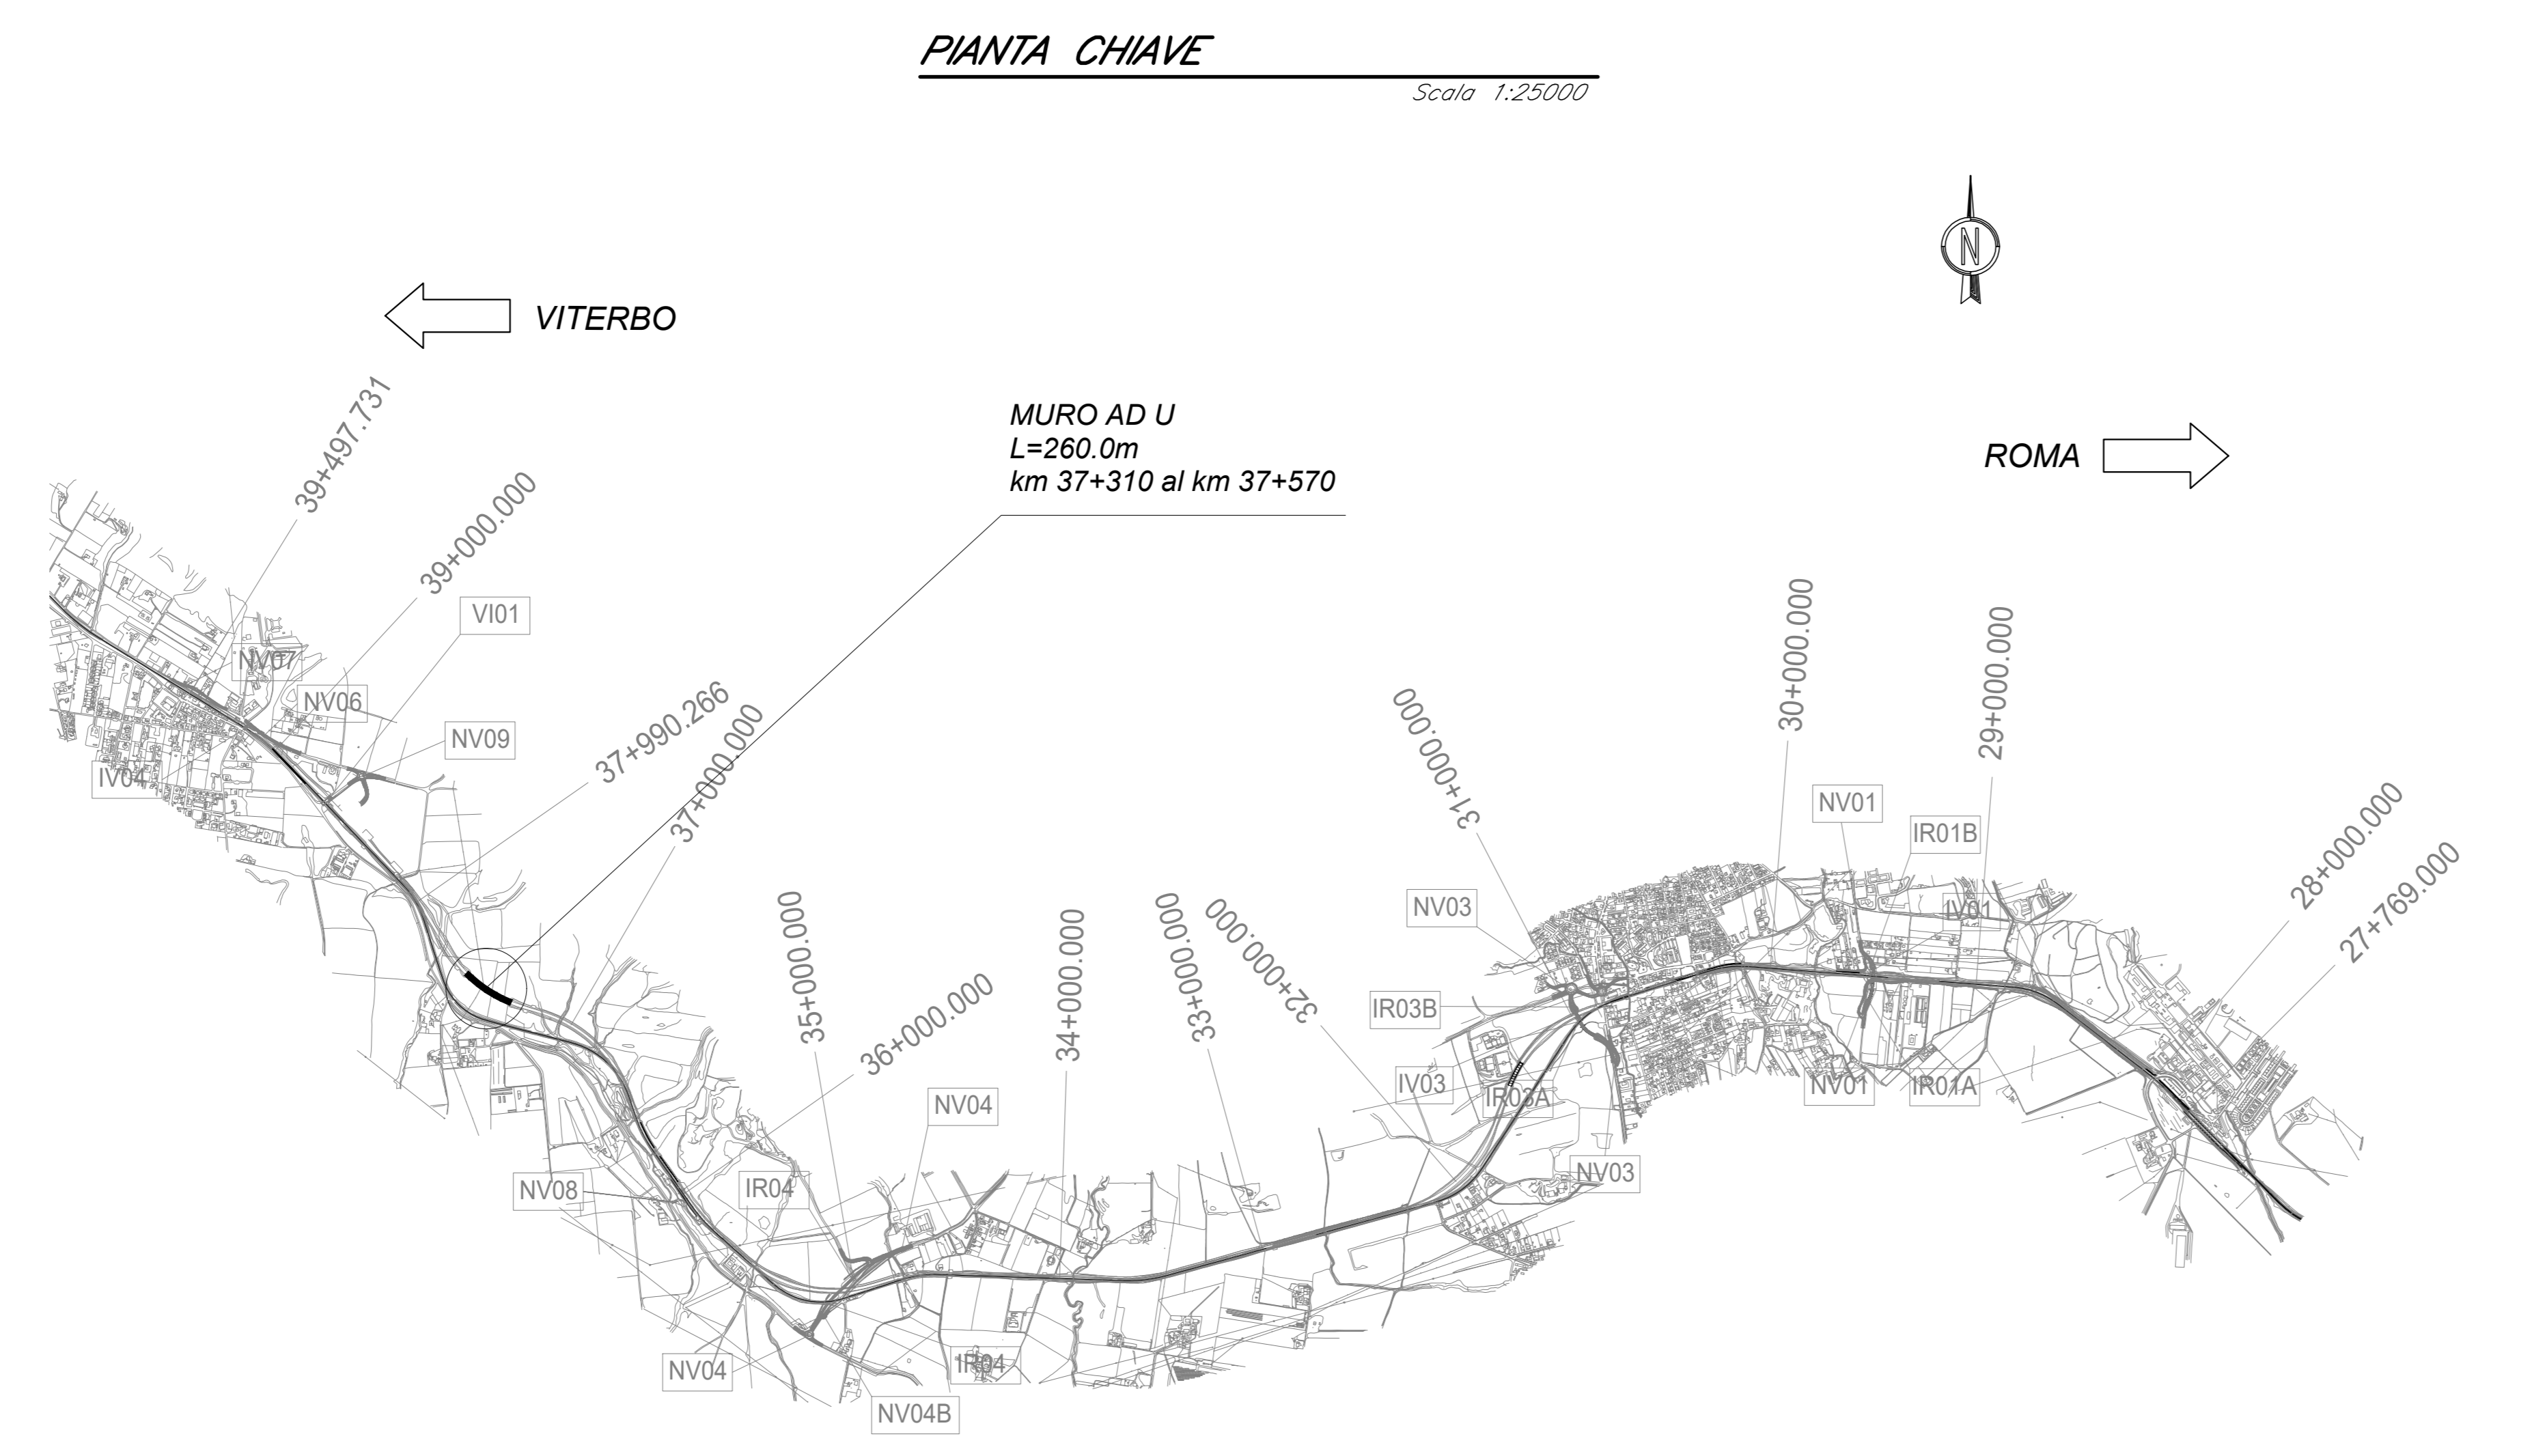 PIANTA CHIAVE
Scala 1:25000
N
VITERBO
ROMA
MURO AD U
L=260.0m
km 37+310 al km 37+570
39+497.731
39+000.000
VI01
NV07
NV06
NV09
IV04
37+990.266
37+000.000
35+000.000
36+000.000
34+000.000
33+000.000
32+000.000
31+000.000
30+000.000
29+000.000
28+000.000
27+769.000
NV01
IR01B
IV01
NV03
IR03B
IV03
IR03A
NV01
IR01A
NV03
NV04
NV08
IR04
NV04
IR04
NV04B